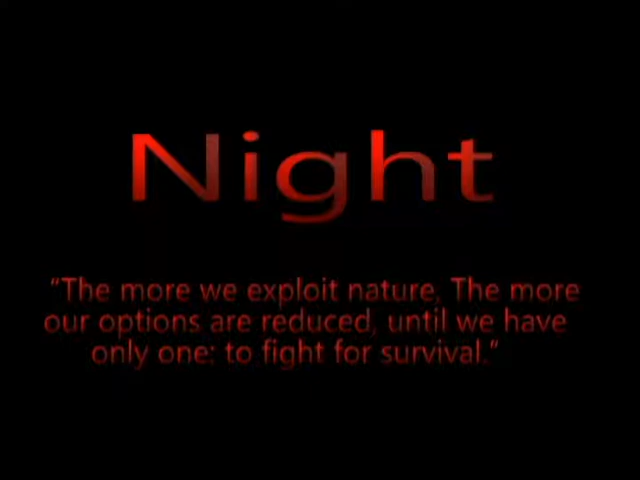 Night
"The more we exploit nature, The more
our options are reduced, until we have
only one: to fight for survival."